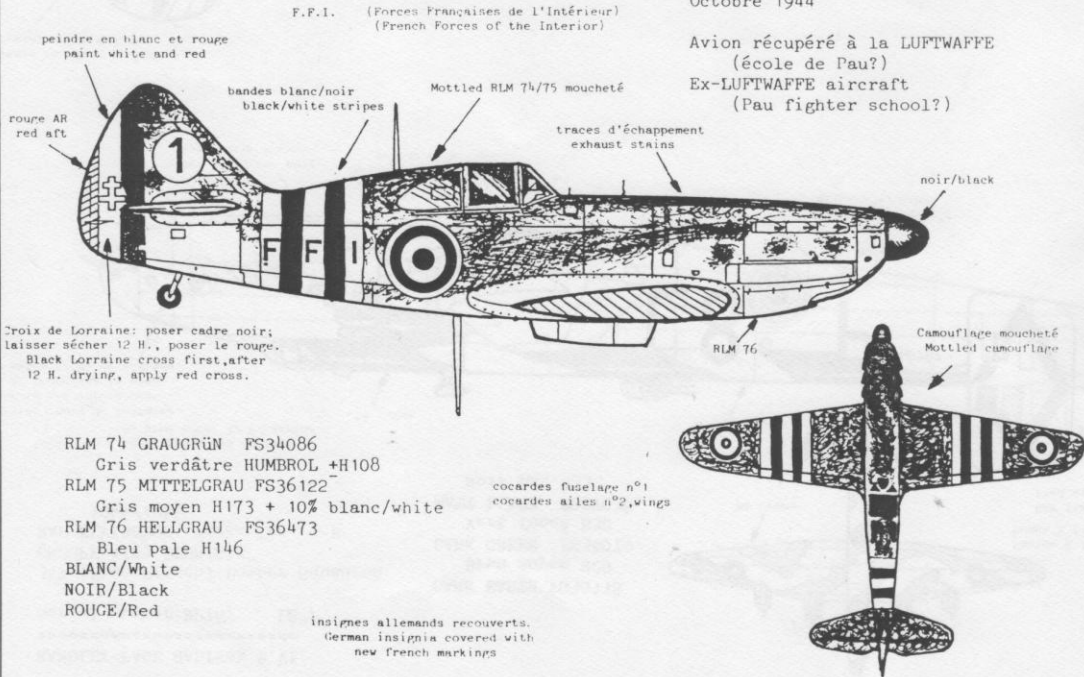 F.F.I. (Forces Françaises de l'Intérieur)
(French Forces of the Interior)
Octobre 1944
Avion récupéré à la LUFTWAFFE
(école de Pau?)
Ex-LUFTWAFFE aircraft
(Pau fighter school?)
peindre en blanc et rouge
paint white and red
bandes blanc/noir
black/white stripes
Mottled RLM 74/75 moucheté
rouge AR
red aft
traces d'échappement
exhaust stains
noir/black
1
F F I
Croix de Lorraine: poser cadre noir;
laisser sécher 12 H., poser le rouge.
Black Lorraine cross first,after
12 H. drying, apply red cross.
RLM 76
Camouflage moucheté
Mottled camouflage
RLM 74 GRAUGRÜN FS34086
Gris verdâtre HUMBROL +H108
RLM 75 MITTELGRAU FS36122
Gris moyen H173 + 10% blanc/white
RLM 76 HELLGRAU FS36473
Bleu pale H146
BLANC/White
NOIR/Black
ROUGE/Red
cocardes fuselage n°1
cocardes ailes n°2,wings
insignes allemands recouverts.
German insignia covered with
new french markings